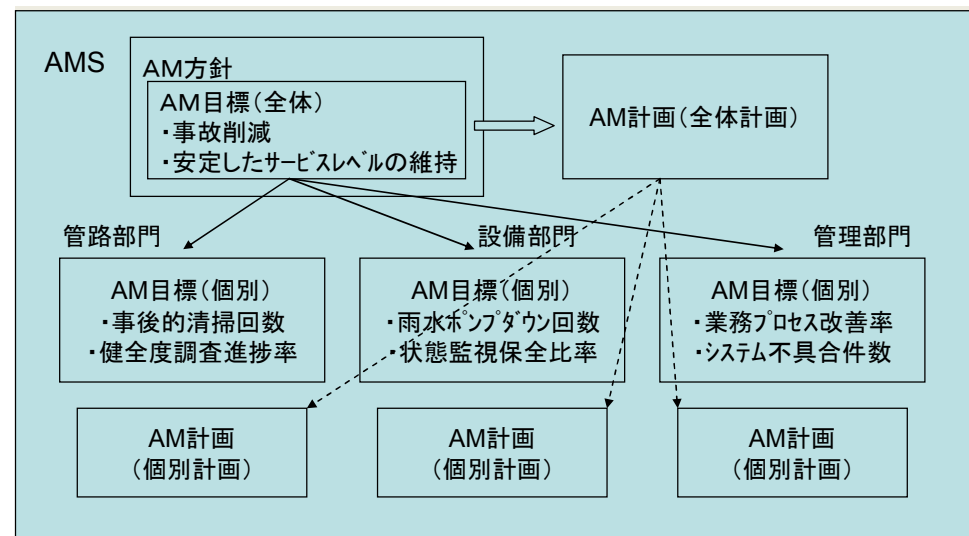 AMS
ＡＭ方針
ＡＭ目標（全体）
・事故削減
・安定したｻｰﾋﾞｽﾚﾍﾞﾙの維持
AM計画（全体計画）
管路部門
設備部門
管理部門
AM目標（個別）
・事後的清掃回数
・健全度調査進捗率
AM目標（個別）
・雨水ﾎﾟﾝﾌﾟﾀﾞｳﾝ回数
・状態監視保全比率
AM目標（個別）
・業務ﾌﾟﾛｾｽ改善率
・ｼｽﾃﾑ不具合件数
AM計画
（個別計画）
AM計画
（個別計画）
AM計画
（個別計画）